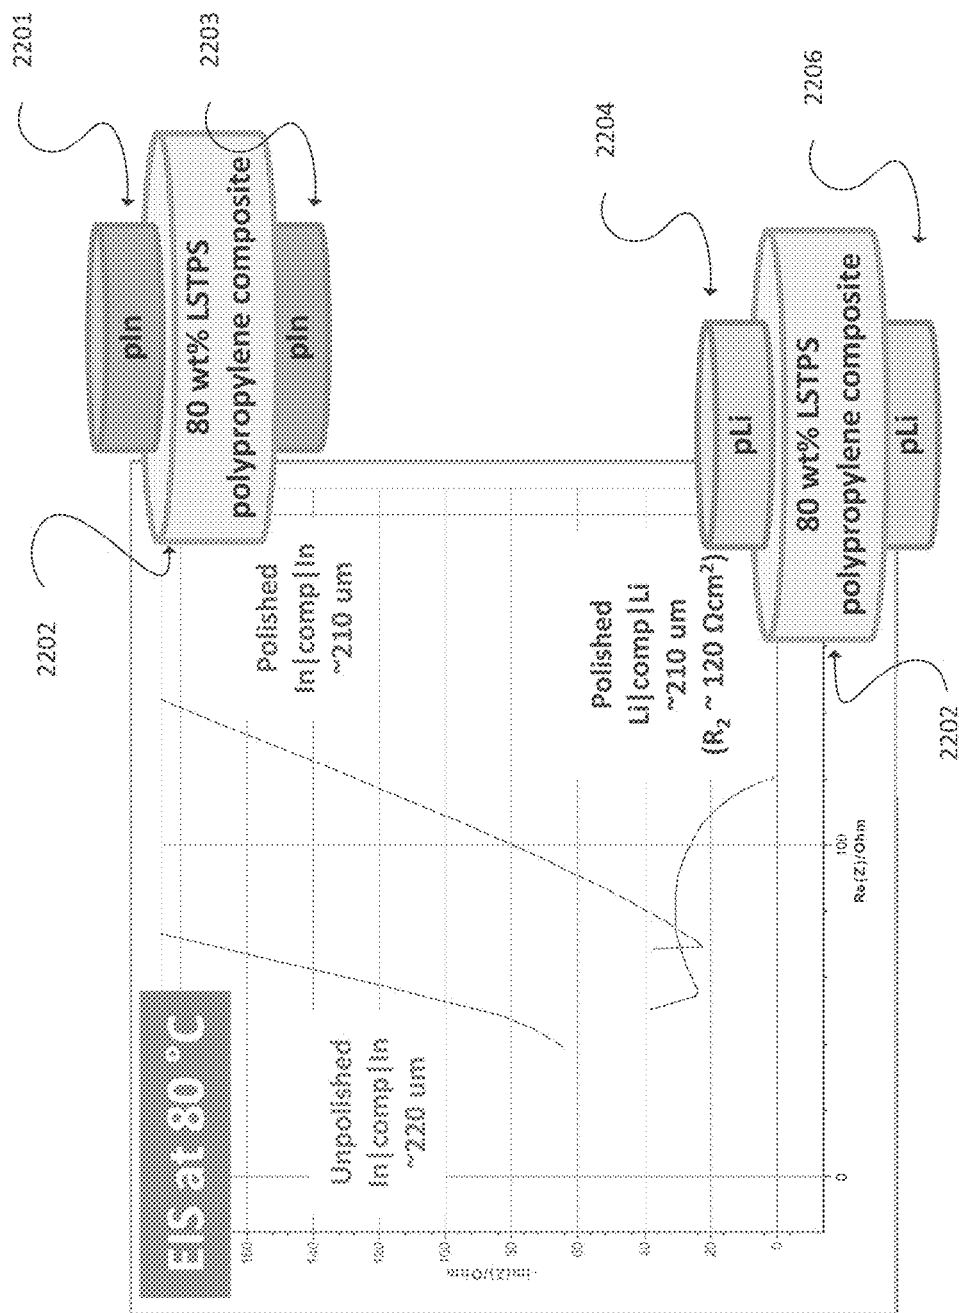 EIS at 80 °C
2202
2201
2203
pIn
80 wt% LSTPS
polypropylene composite
pIn
Unpolished
In|comp|In
~220 um
Polished
In|comp|In
~210 um
Polished
Li|comp|Li
~210 um
(R2 ~ 120 Ωcm²)
2204
2206
pLi
80 wt% LSTPS
polypropylene composite
pLi
2202
-Im(Z)/Ohm
160
140
120
100
80
60
40
20
0
0
100
Re(Z)/Ohm